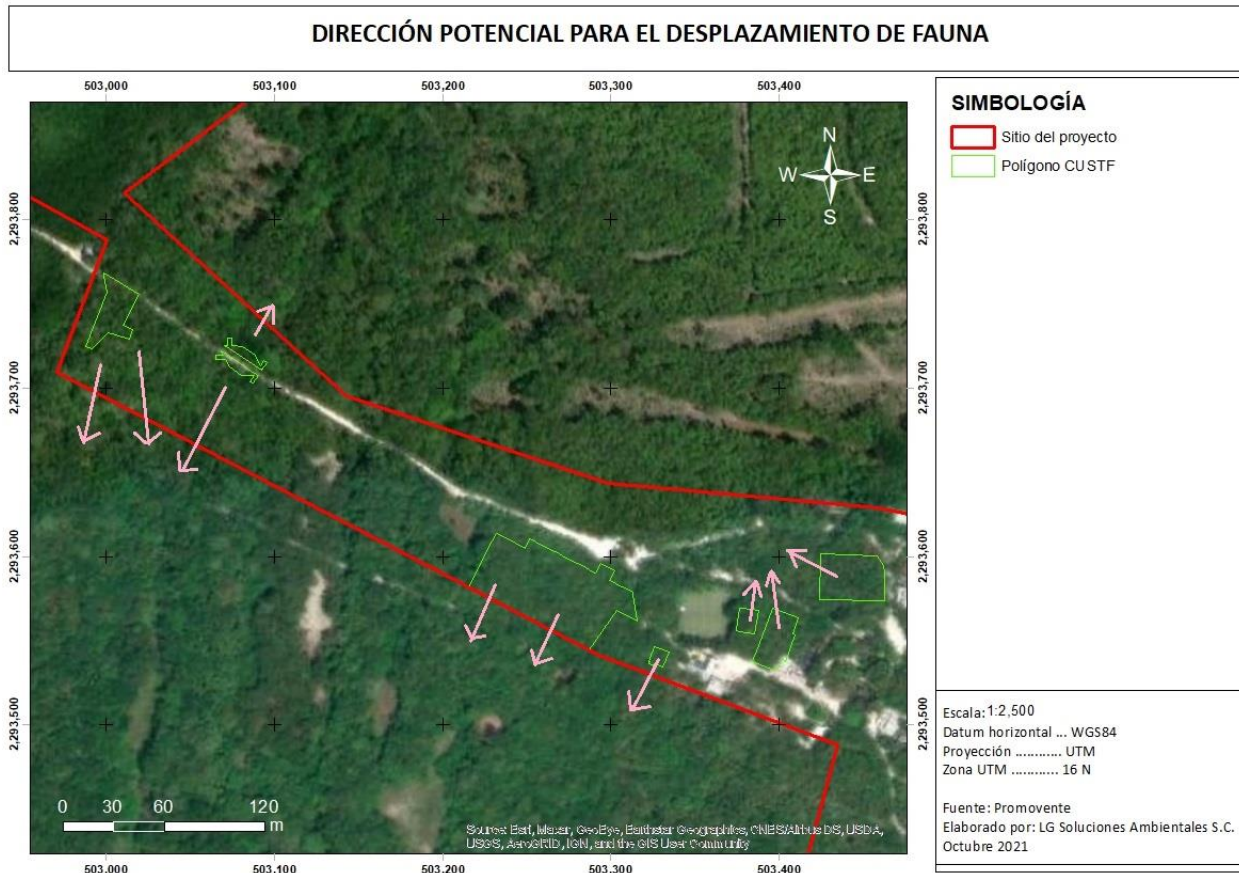 DIRECCIÓN POTENCIAL PARA EL DESPLAZAMIENTO DE FAUNA
503,000 503,100 503,200 503,300 503,400
SIMBOLOGÍA
Sitio del proyecto
Polígono CUSTF
N
W E
S
2,293,800 2,293,800
2,293,700 2,293,700
2,293,600 2,293,600
2,293,500 2,293,500
Escala: 1:2,500
Datum horizontal ... WGS84
Proyección ............ UTM
Zona UTM ............ 16 N
Fuente: Promovente
Elaborado por: LG Soluciones Ambientales S.C.
Octubre 2021
0 30 60 120
m
Source: Esri, Maxar, GeoEye, Earthstar Geographics, CNES/Airbus DS, USDA,
USGS, AeroGRID, IGN, and the GIS User Community
503,000 503,100 503,200 503,300 503,400